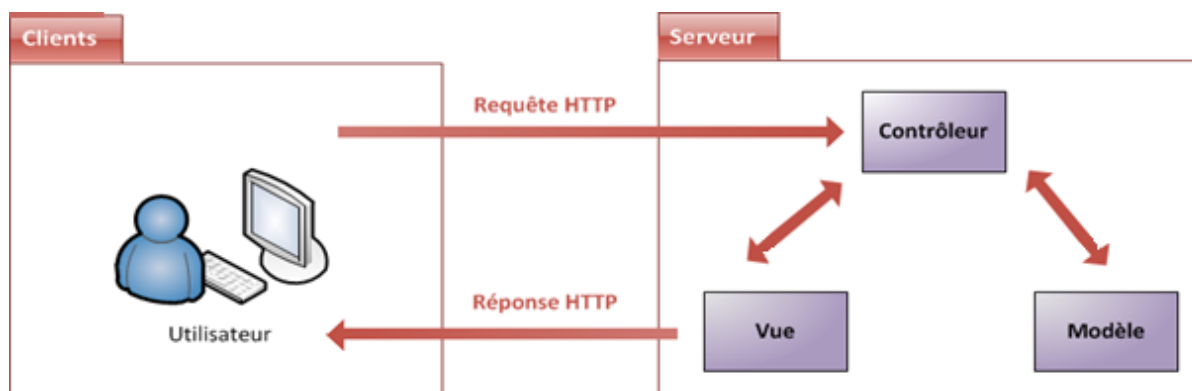 Clients
Serveur
Requête HTTP
Contrôleur
Réponse HTTP
Utilisateur
Vue
Modèle